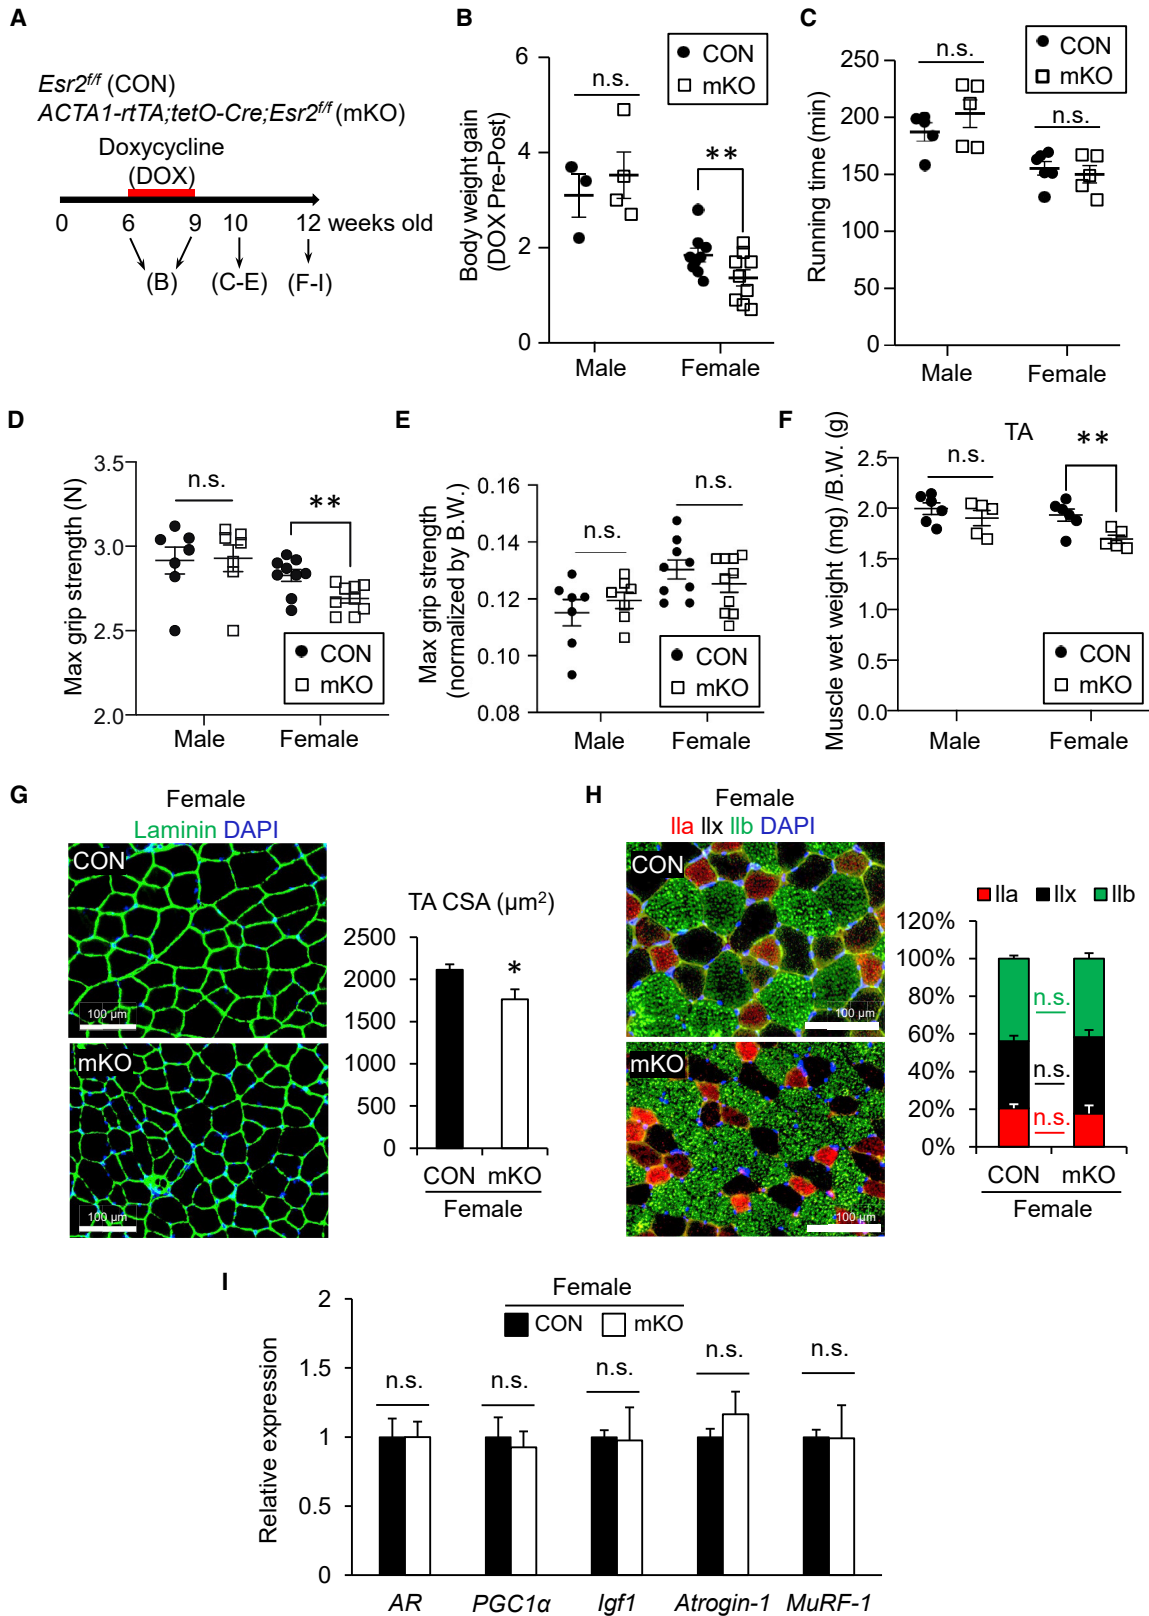 A
Esr2f/f (CON)
ACTA1-rtTA;tetO-Cre;Esr2f/f (mKO)
Doxycycline
(DOX)
0 6 9 10 12 weeks old
(B) (C-E) (F-I)
B
Body weight gain
(DOX Pre-Post)
6
4
2
0
n.s.
**
CON
mKO
Male Female
C
Running time (min)
250
200
150
100
50
0
n.s.
n.s.
CON
mKO
Male Female
D
Max grip strength (N)
3.5
3.0
2.5
2.0
n.s.
**
CON
mKO
Male Female
E
Max grip strength
(normalized by B.W.)
0.16
0.14
0.12
0.10
0.08
n.s.
n.s.
CON
mKO
Male Female
F
Muscle wet weight (mg) /B.W. (g)
TA
2.5
2.0
1.5
1.0
0.5
0.0
n.s.
**
CON
mKO
Male Female
G
Female
Laminin DAPI
CON
100 μm
mKO
100 μm
TA CSA (μm2)
2500
2000
1500
1000
500
0
*
CON mKO
Female
H
Female
IIa IIx IIb DAPI
CON
100 μm
mKO
100 μm
IIa IIx IIb
120%
100%
80%
60%
40%
20%
0%
n.s.
n.s.
n.s.
CON mKO
Female
I
Female
CON mKO
Relative expression
2
1.5
1
0.5
0
n.s. n.s. n.s. n.s. n.s.
AR PGC1α Igf1 Atrogin-1 MuRF-1